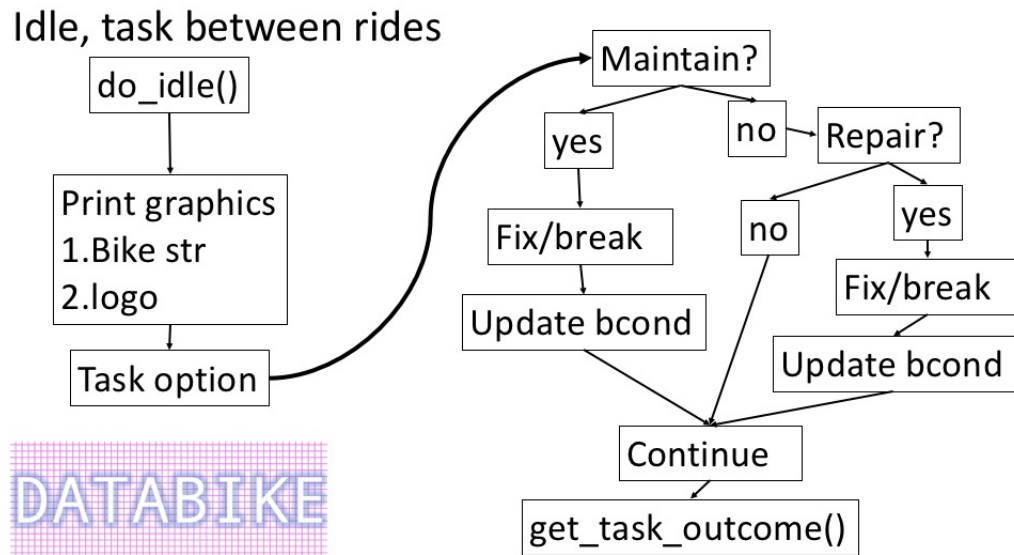 Idle, task between rides
do_idle()
Print graphics
1.Bike str
2.logo
Task option
Maintain?
yes
no
Repair?
Fix/break
Update bcond
no
yes
Fix/break
Update bcond
Continue
get_task_outcome()
DATABIKE